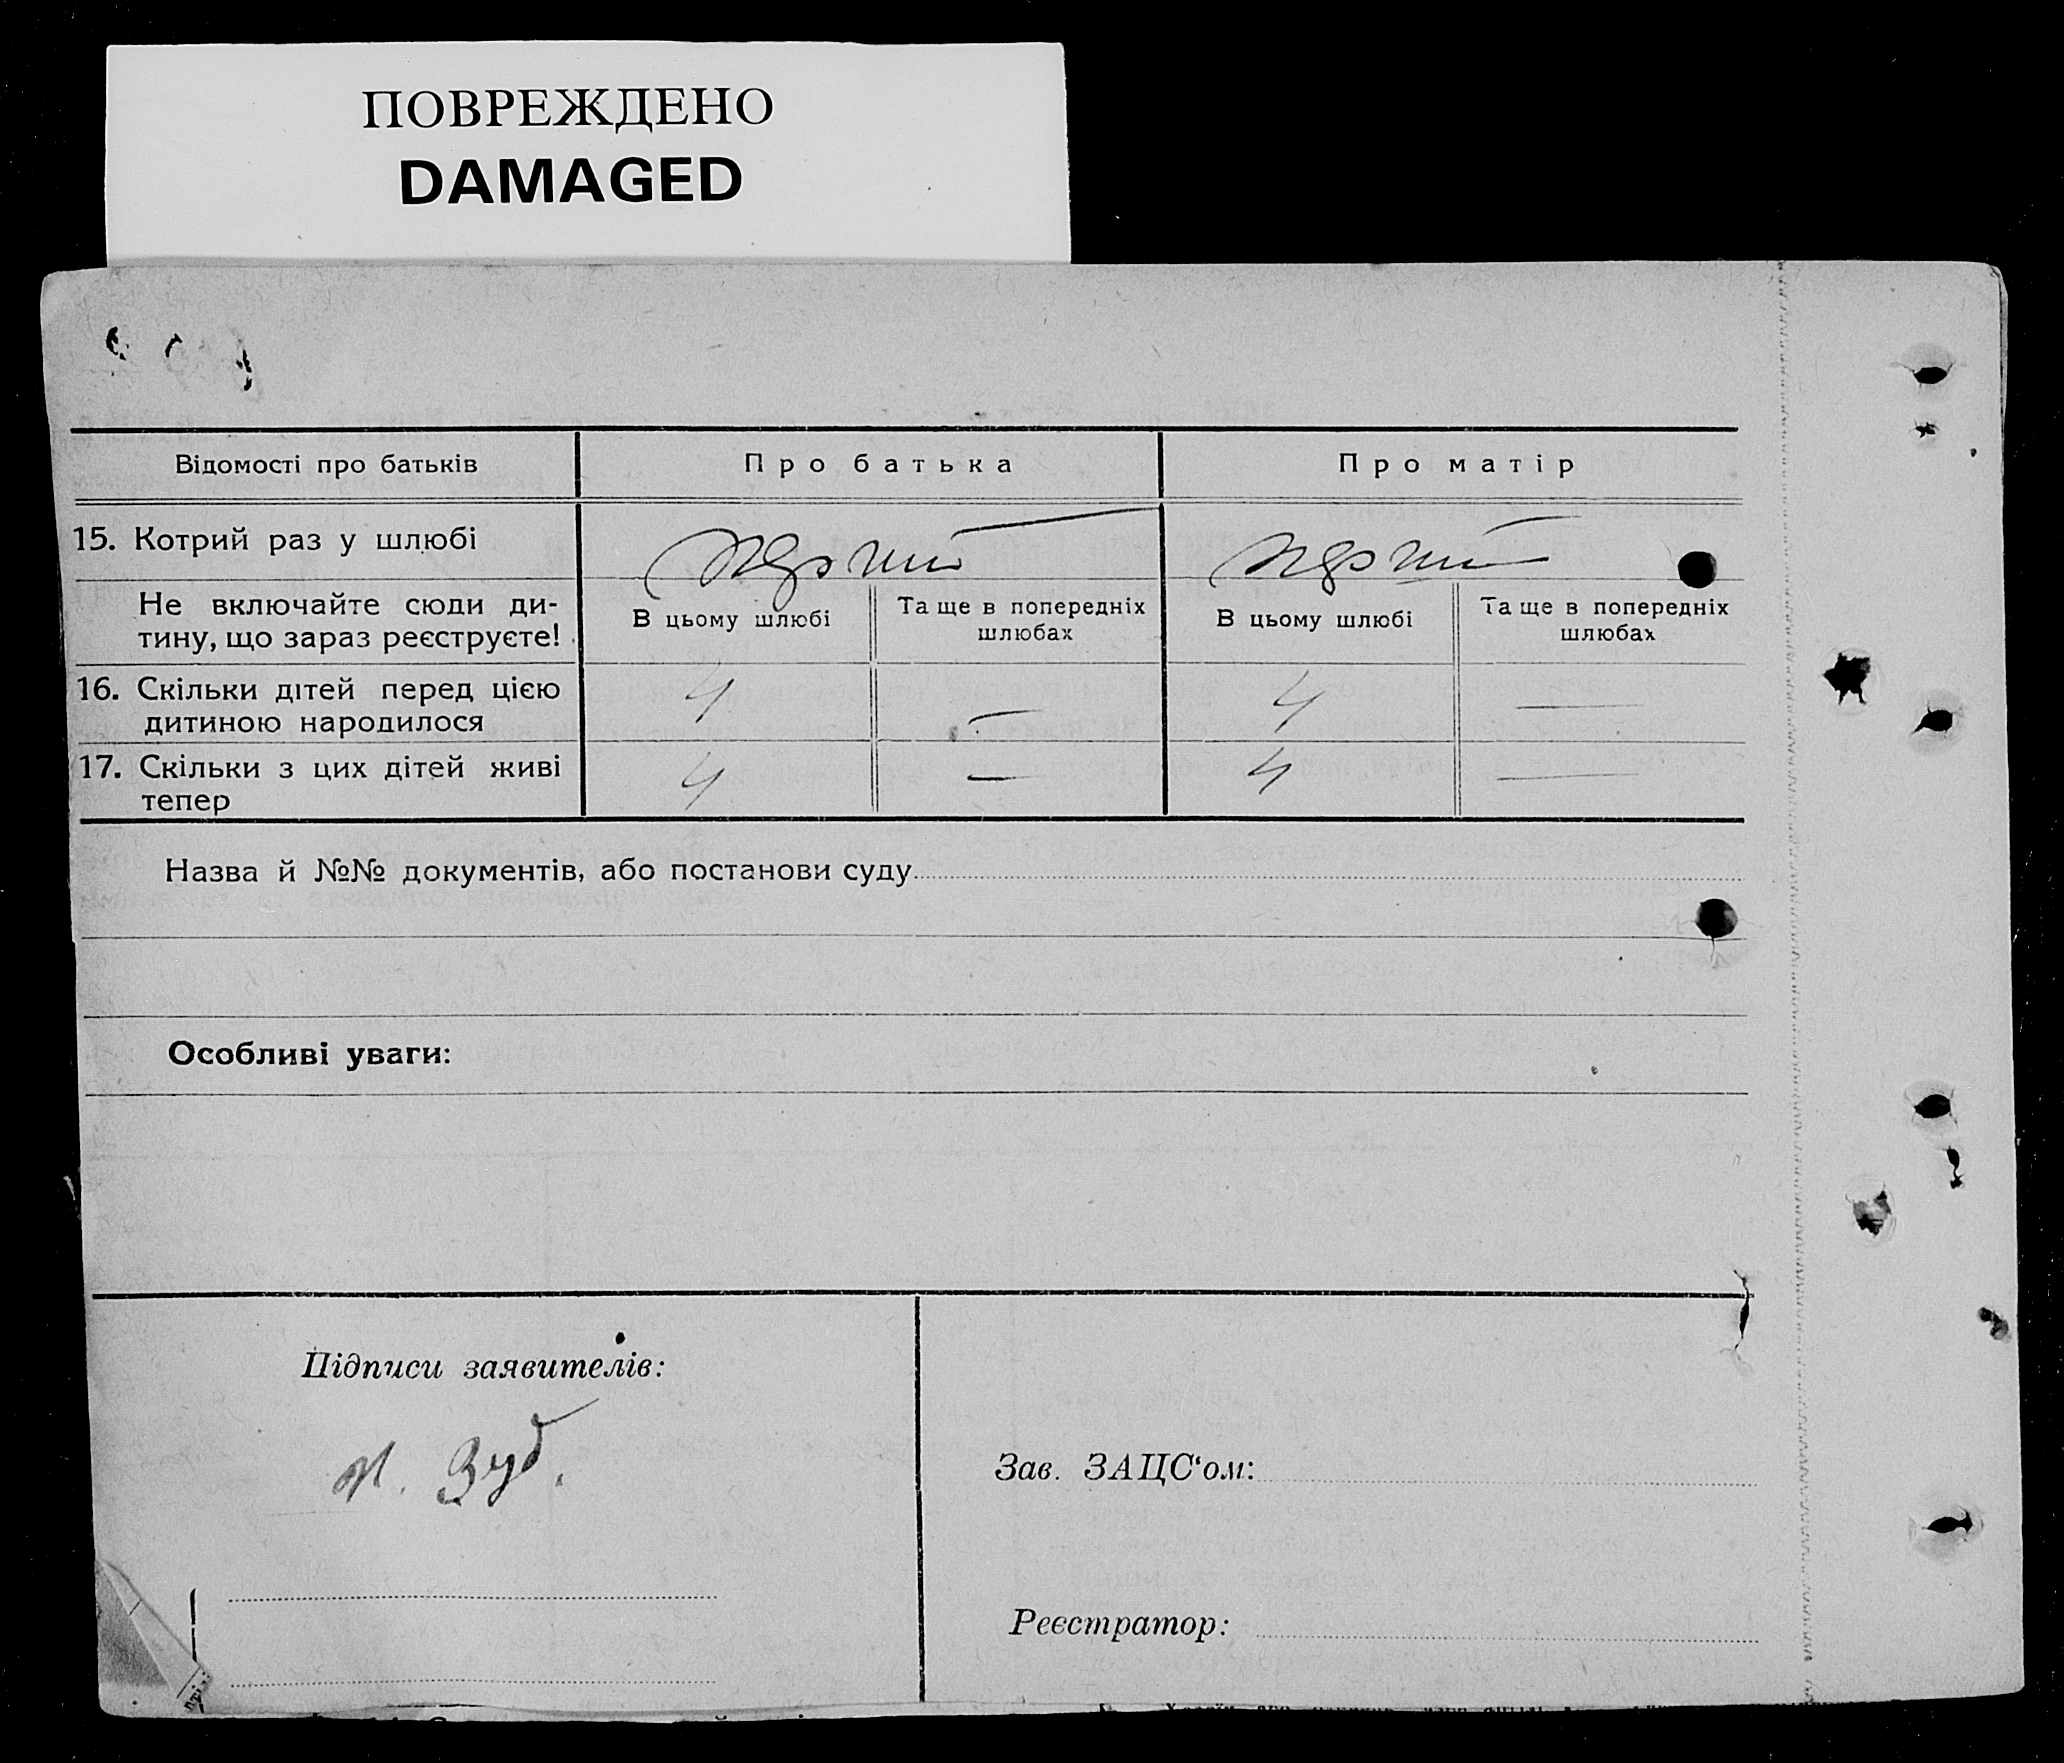 ПОВРЕЖДЕНО
DAMAGED
Відомості про батьків
Про батька
Про матір
15. Котрий раз у шлюбі
перший
перший
Не включайте сюди ди-
тину, що зараз реєструєте!
В цьому шлюбі
Та ще в попередніх
шлюбах
В цьому шлюбі
Та ще в попередніх
шлюбах
16. Скільки дітей перед цією
дитиною народилося
4
—
4
—
17. Скільки з цих дітей живі
тепер
4
—
4
—
Назва й №№ документів, або постанови суду
Особливі уваги:
Підписи заявителів:
Зуб.
Зав. ЗАЦС‘ом:
Реєстратор: